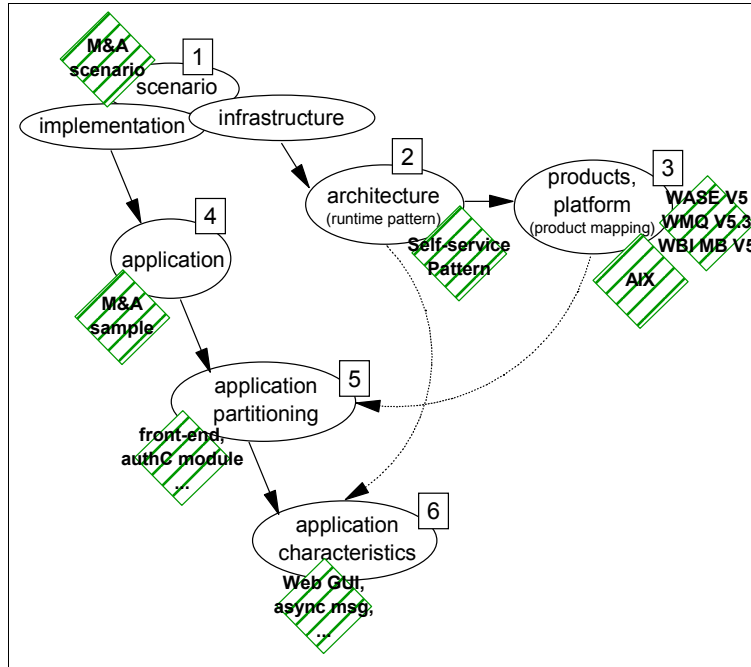 1
M&A
scenario
scenario
implementation
infrastructure
2
architecture
(runtime pattern)
Self-service
Pattern
3
products,
platform
(product mapping)
WASE V5
WMQ V5.3
WBI MB V5
AIX
4
application
M&A
sample
5
application
partitioning
front-end,
authC module
...
6
application
characteristics
Web GUI,
async msg,
...